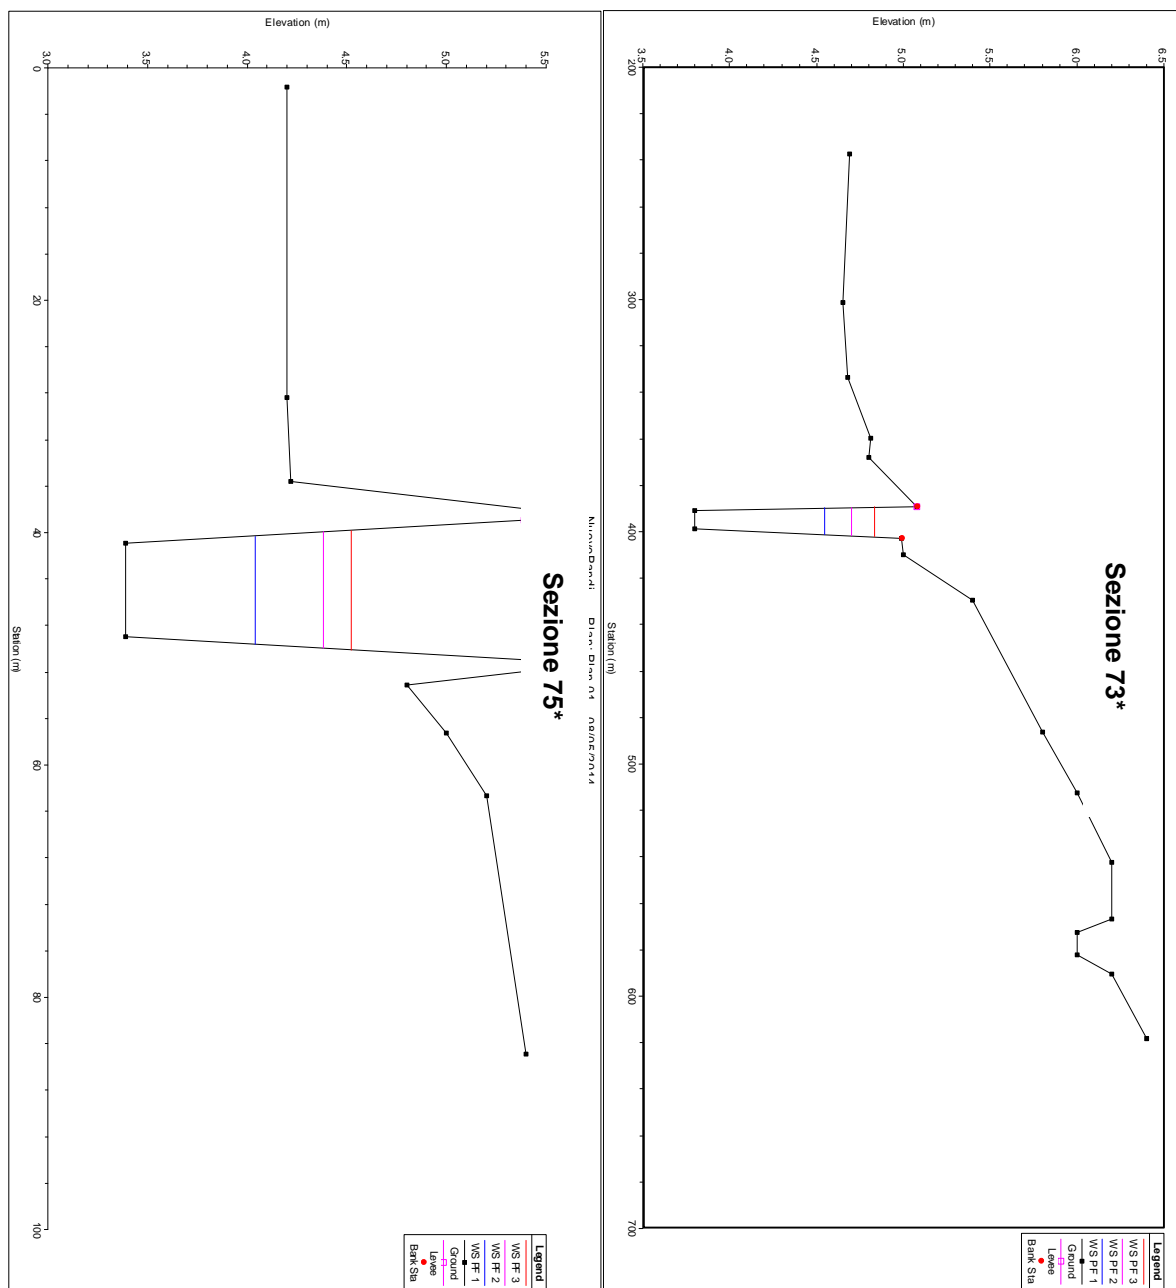 Elevation (m)
3.0
3.5
4.0
4.5
5.0
5.5
0
20
40
60
80
100
Station (m)
Sezione 75*
Legend
WS PF 3
WS PF 2
WS PF 1
Ground
Levee
Bank Sta
Elevation (m)
3.5
4.0
4.5
5.0
5.5
6.0
6.5
200
300
400
500
600
700
Station (m)
Sezione 73*
Legend
WS PF
WS PF 2
WS PF 1
Ground
Levee
Bank Sta